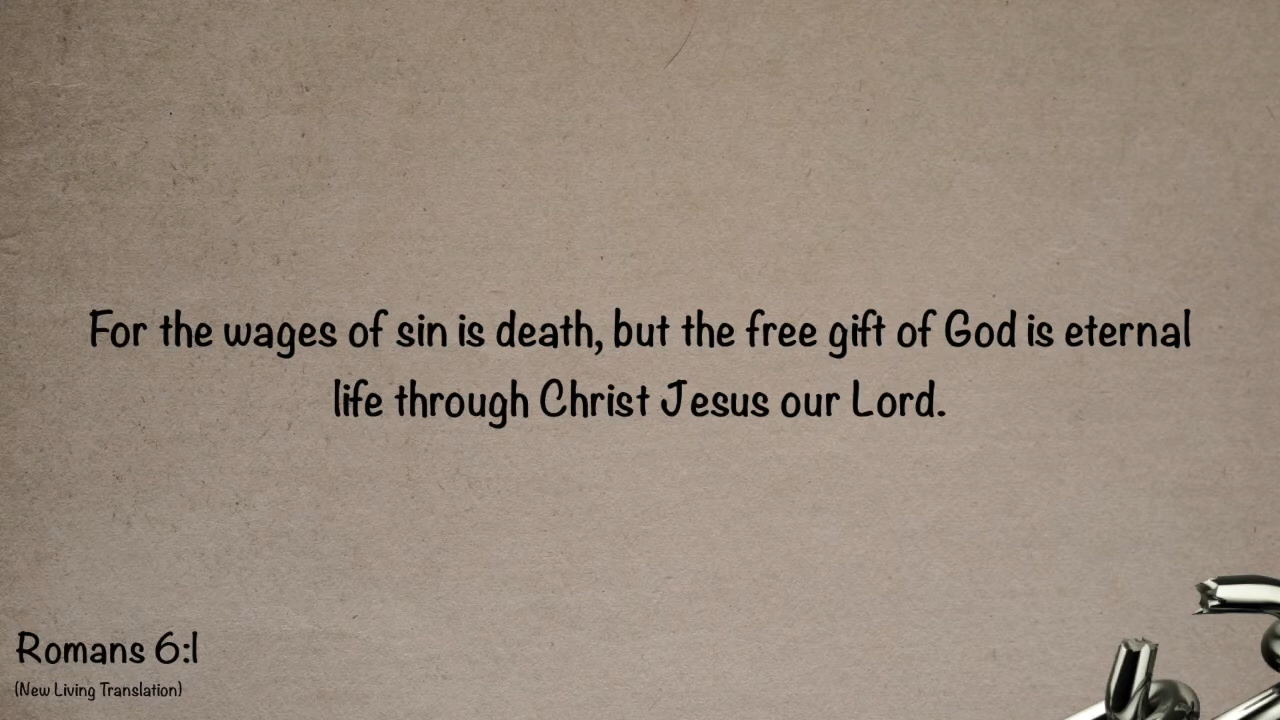 For the wages of sin is death, but the free gift of God is eternal
life through Christ Jesus our Lord.
Romans 6:1
(New Living Translation)